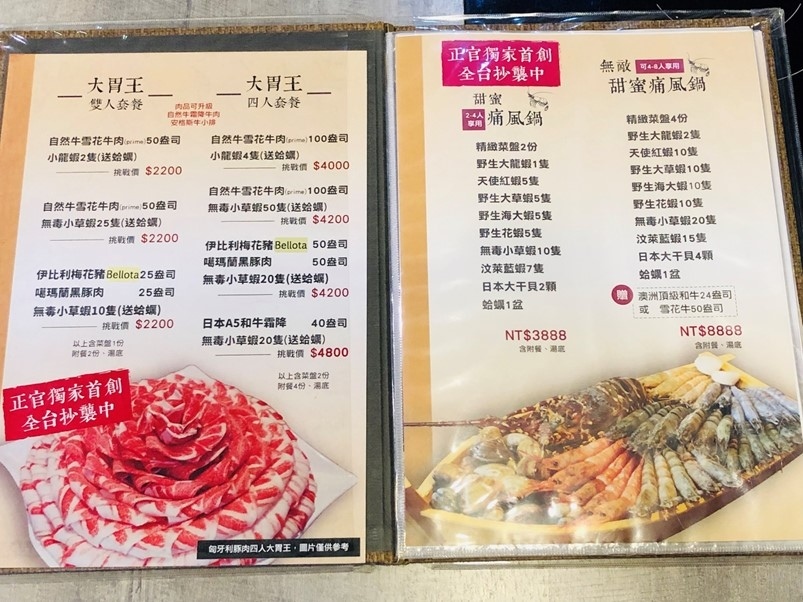 大胃王
雙人套餐
肉品可升級
自然牛霜降牛肉
安格斯牛小排
自然牛雪花牛肉(prime)50盎司
小龍蝦2隻(送蛤蠣)
挑戰價 $2200
自然牛雪花牛肉(prime)50盎司
無毒小草蝦25隻(送蛤蠣)
挑戰價 $2200
伊比利梅花豬Bellota25盎司
噶瑪蘭黑豚肉 25盎司
無毒小草蝦10隻(送蛤蠣)
挑戰價 $2200
以上含菜盤1份
附餐2份、湯底
大胃王
四人套餐
自然牛雪花牛肉(prime)100盎司
小龍蝦4隻(送蛤蠣)
挑戰價 $4000
自然牛雪花牛肉(prime)100盎司
無毒小草蝦50隻(送蛤蠣)
挑戰價 $4200
伊比利梅花豬Bellota 50盎司
噶瑪蘭黑豚肉 50盎司
無毒小草蝦20隻(送蛤蠣)
挑戰價 $4200
日本A5和牛霜降 40盎司
無毒小草蝦20隻(送蛤蠣)
挑戰價 $4800
以上含菜盤2份
附餐4份、湯底
正官獨家首創
全台抄襲中
匈牙利豚肉四人大胃王，圖片僅供參考
正官獨家首創
全台抄襲中
甜蜜
2-4人
享用
痛風鍋
精緻菜盤2份
野生大龍蝦1隻
天使紅蝦5隻
野生大草蝦5隻
野生海大蝦5隻
野生花蝦5隻
無毒小草蝦10隻
汶萊藍蝦7隻
日本大干貝2顆
蛤蠣1盆
NT$3888
含附餐、湯底
無敵 可4-8人享用
甜蜜痛風鍋
精緻菜盤4份
野生大龍蝦2隻
天使紅蝦10隻
野生大草蝦10隻
野生海大蝦10隻
野生花蝦10隻
無毒小草蝦20隻
汶萊藍蝦15隻
日本大干貝4顆
蛤蠣1盆
贈 澳洲頂級和牛24盎司
或 雪花牛50盎司
NT$8888
含附餐、湯底